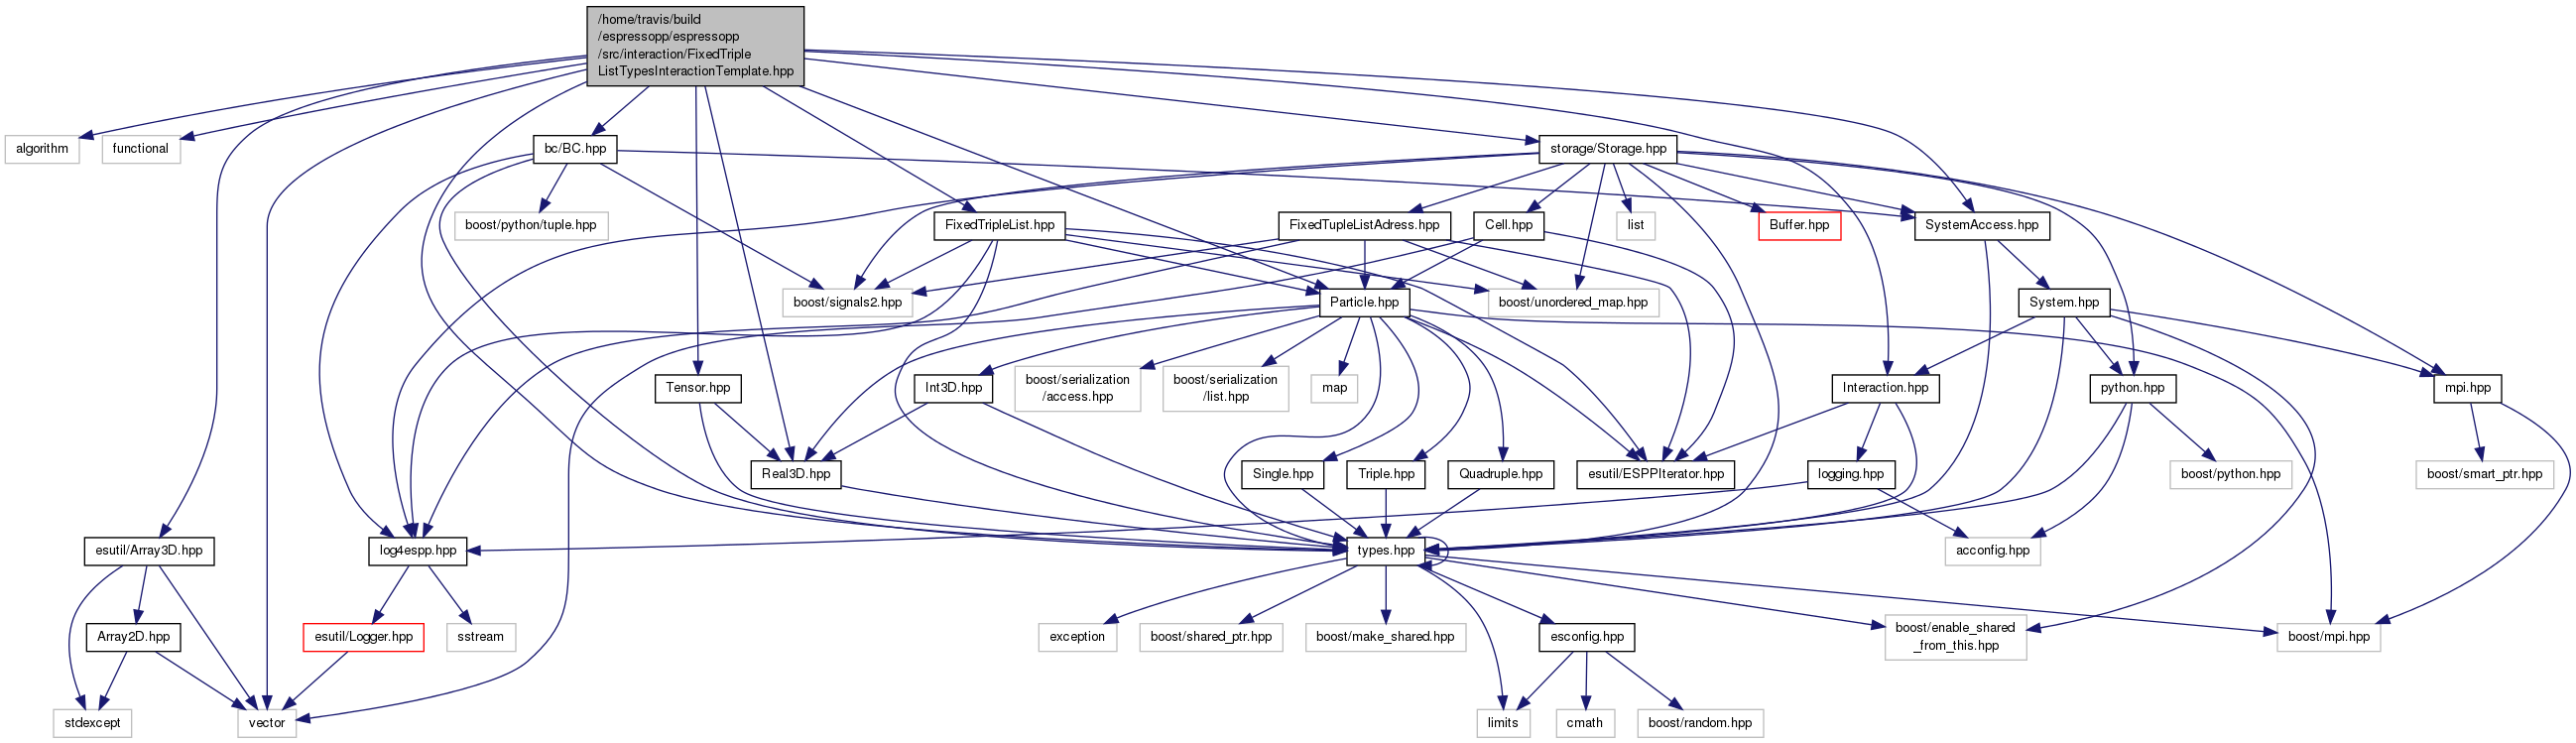 /home/travis/build
/espressopp/espressopp
/src/interaction/FixedTriple
ListTypesInteractionTemplate.hpp
algorithm
functional
bc/BC.hpp
storage/Storage.hpp
boost/python/tuple.hpp
FixedTripleList.hpp
FixedTupleListAdress.hpp
Cell.hpp
list
Buffer.hpp
SystemAccess.hpp
boost/signals2.hpp
Particle.hpp
boost/unordered_map.hpp
System.hpp
Tensor.hpp
Int3D.hpp
boost/serialization
/access.hpp
boost/serialization
/list.hpp
map
Interaction.hpp
python.hpp
mpi.hpp
Real3D.hpp
Single.hpp
Triple.hpp
Quadruple.hpp
esutil/ESPPIterator.hpp
logging.hpp
boost/python.hpp
boost/smart_ptr.hpp
esutil/Array3D.hpp
log4espp.hpp
types.hpp
acconfig.hpp
Array2D.hpp
esutil/Logger.hpp
sstream
exception
boost/shared_ptr.hpp
boost/make_shared.hpp
esconfig.hpp
boost/enable_shared
_from_this.hpp
boost/mpi.hpp
stdexcept
vector
limits
cmath
boost/random.hpp